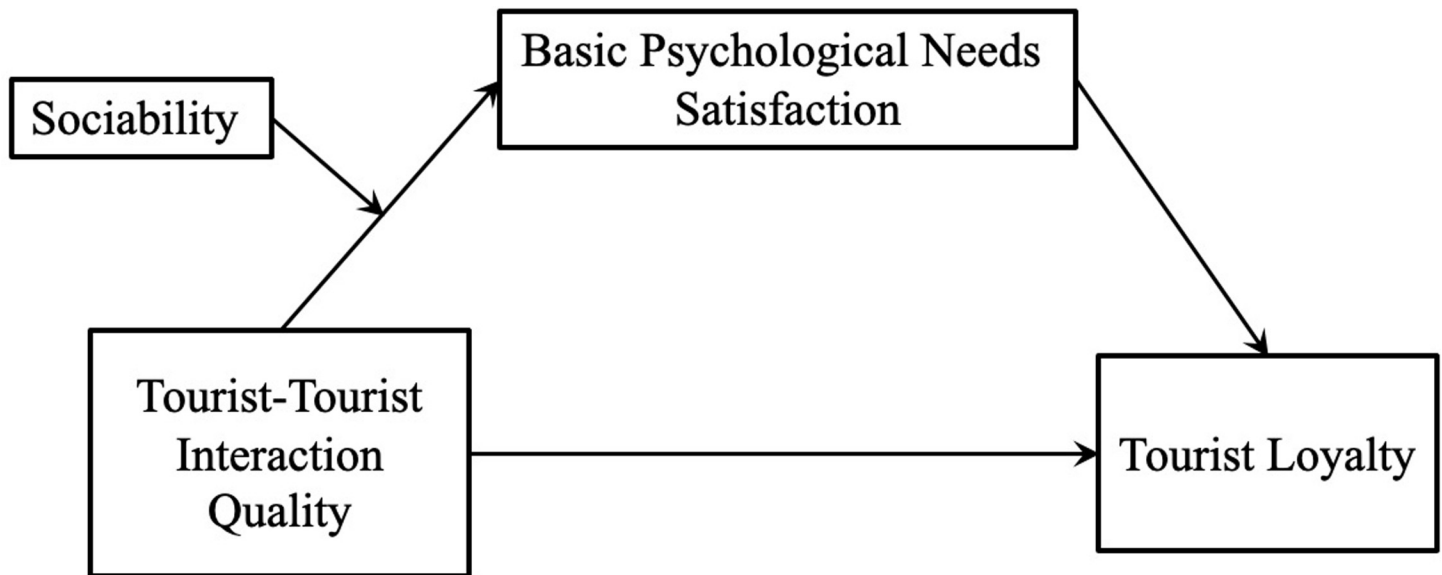 Basic Psychological Needs
Satisfaction
Sociability
Tourist-Tourist
Interaction
Quality
Tourist Loyalty